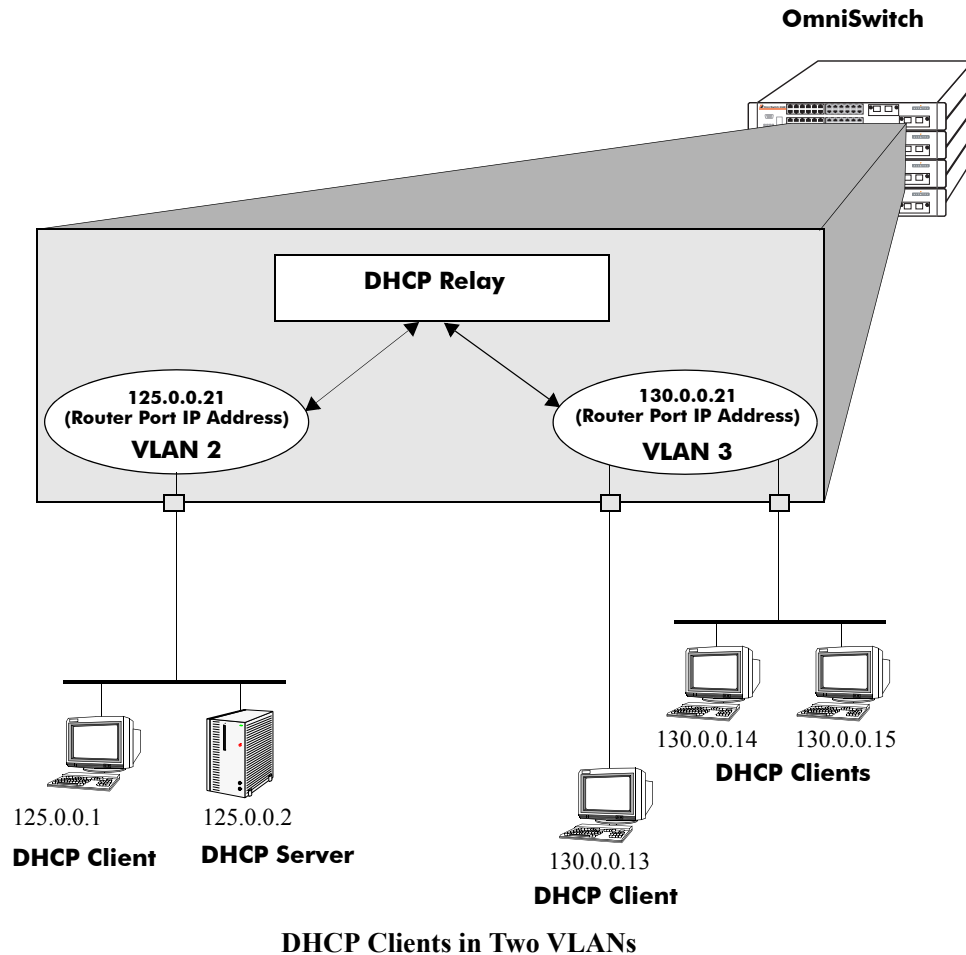 OmniSwitch
DHCP Relay
125.0.0.21
(Router Port IP Address)
VLAN 2
130.0.0.21
(Router Port IP Address)
VLAN 3
125.0.0.1
DHCP Client
125.0.0.2
DHCP Server
130.0.0.13
DHCP Client
130.0.0.14
130.0.0.15
DHCP Clients
DHCP Clients in Two VLANs